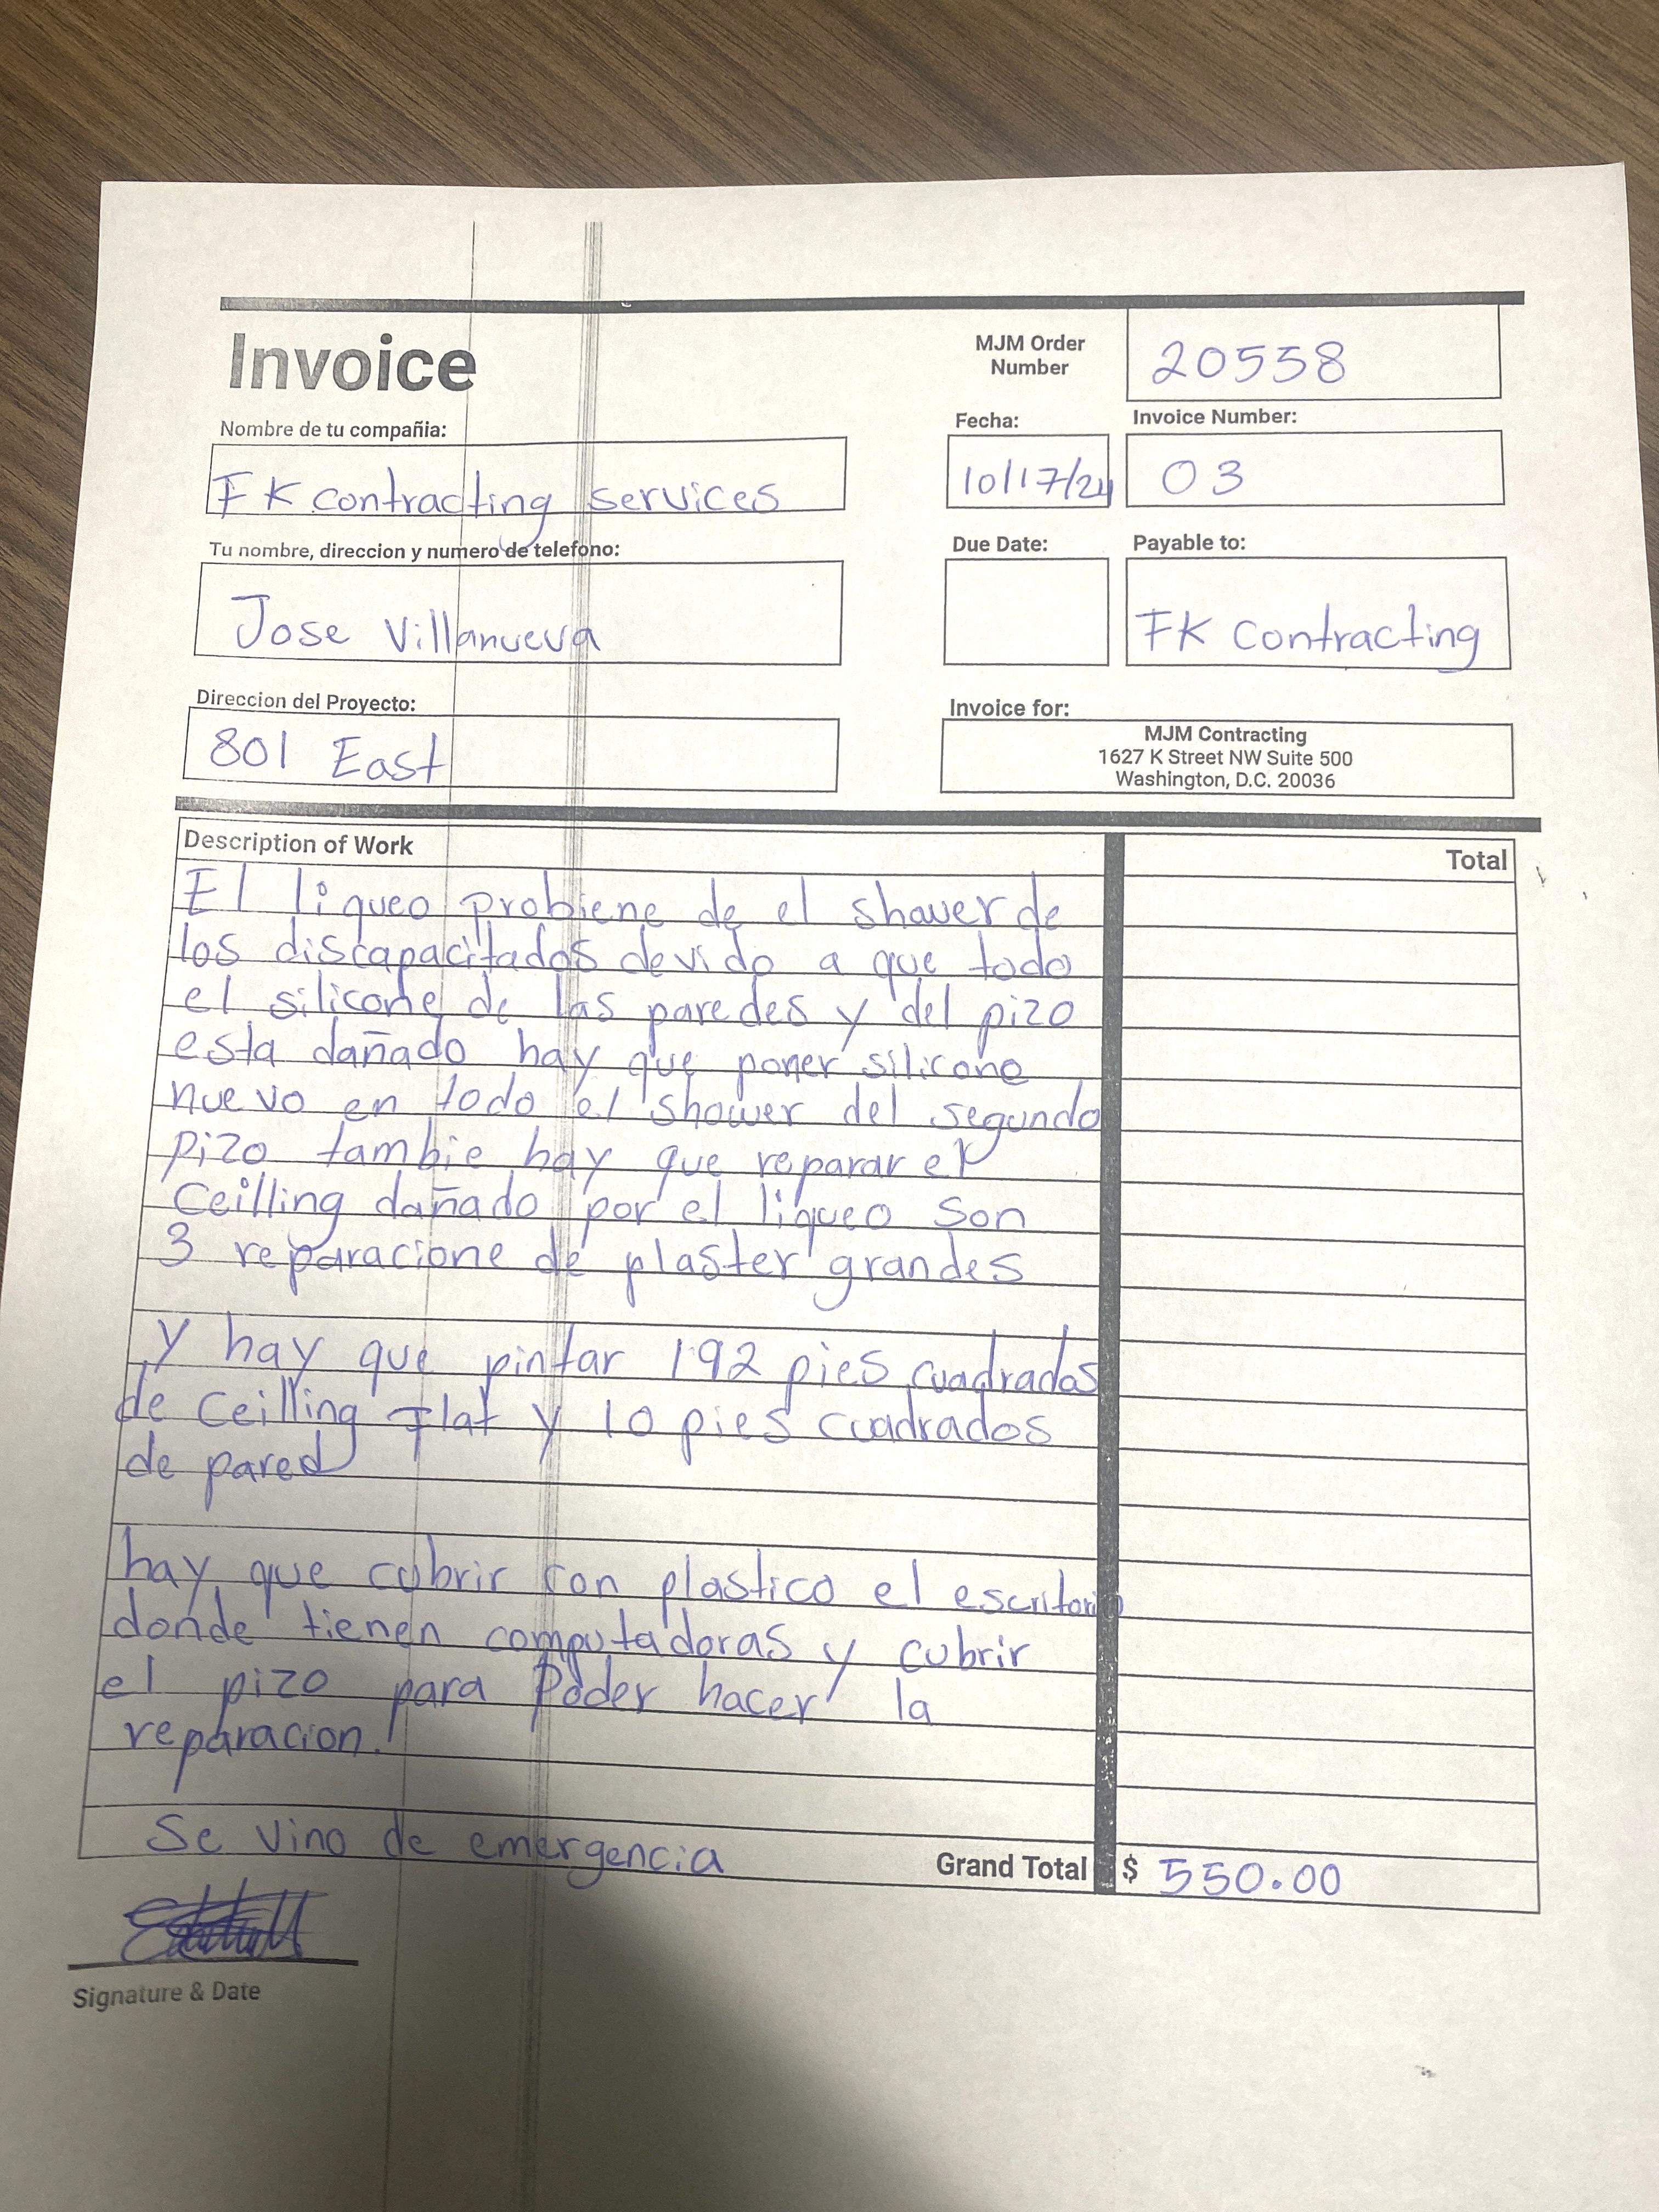 Invoice
MJM Order
Number
20558
Nombre de tu compañia:
FK contracting services
Fecha:
10/17/24
Invoice Number:
03
Tu nombre, direccion y numero de telefono:
Jose Villanueva
Due Date:
Payable to:
FK Contracting
Direccion del Proyecto:
801 East
Invoice for:
MJM Contracting
1627 K Street NW Suite 500
Washington, D.C. 20036
Description of Work
Total
El liqueo probiene de el shawer de
los discapacitados devido a que todo
el silicone de las paredes y del pizo
esta dañado hay que poner silicone
nuevo en todo el shower del segundo
pizo tambie hay que reparar el
Ceilling dañado por el liqueo son
3 reparacione de plaster grandes
y hay que pintar 192 pies cuadrados
de Ceilling flat y 10 pies cuadrados
de pared
hay que cubrir con plastico el escritorio
donde tienen computadoras y cubrir
el pizo para Poder hacer la
reparacion.
Se vino de emergencia
Grand Total
$ 550.00
Signature & Date